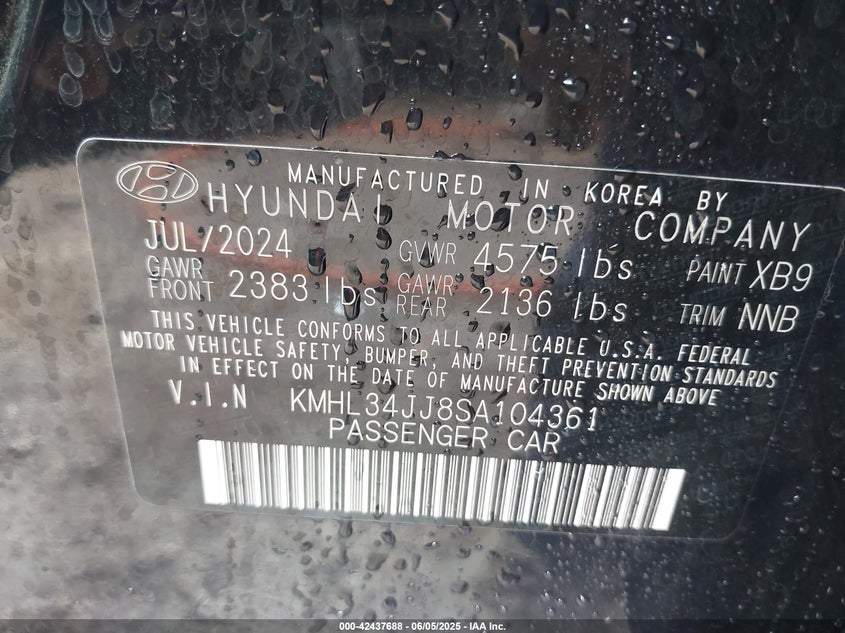 MANUFACTURED IN KOREA BY
HYUNDAI MOTOR COMPANY
JUL/2024 GVWR 4575 lbs PAINT XB9
GAWR FRONT 2383 lbs GAWR REAR 2136 lbs TRIM NNB
THIS VEHICLE CONFORMS TO ALL APPLICABLE U.S.A. FEDERAL
MOTOR VEHICLE SAFETY, BUMPER, AND THEFT PREVENTION STANDARDS
IN EFFECT ON THE DATE OF MANUFACTURE SHOWN ABOVE
V.I.N KMHL34JJ8SA104361
PASSENGER CAR
000-42437688 | 06/05/2025 - IAA Inc.